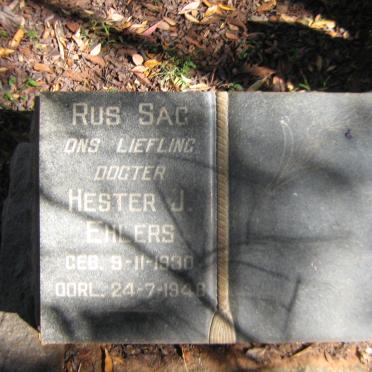 RUS SAG
ONS LIEFLING
DOGTER
HESTER J.
EHLERS
GEB. 9-11-1930
OORL. 24-7-1948